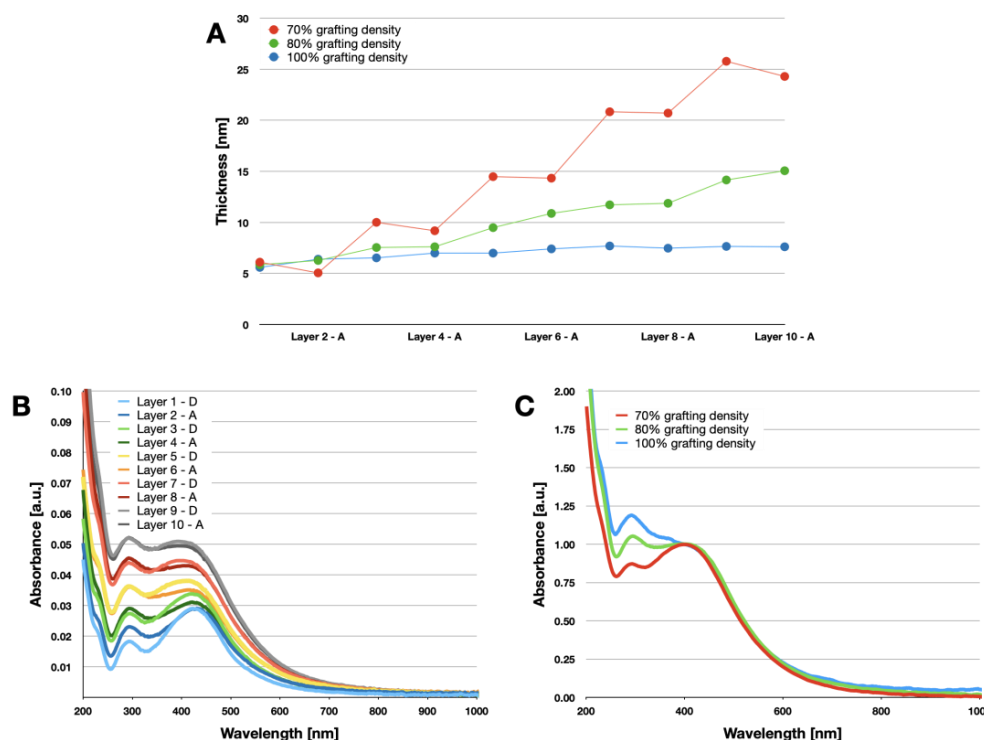 A
70% grafting density
80% grafting density
100% grafting density
Thickness [nm]
30
25
20
15
10
5
0
Layer 2 - A Layer 4 - A Layer 6 - A Layer 8 - A Layer 10 - A
B
Absorbance [a.u.]
0.10
0.09
0.08
0.07
0.06
0.05
0.04
0.03
0.02
0.01
Layer 1 - D
Layer 2 - A
Layer 3 - D
Layer 4 - A
Layer 5 - D
Layer 6 - A
Layer 7 - D
Layer 8 - A
Layer 9 - D
Layer 10 - A
200 300 400 500 600 700 800 900 1000
Wavelength [nm]
C
Absorbance [a.u.]
2.00
1.75
1.50
1.25
1.00
0.75
0.50
0.25
0.00
70% grafting density
80% grafting density
100% grafting density
200 400 600 800 1000
Wavelength [nm]